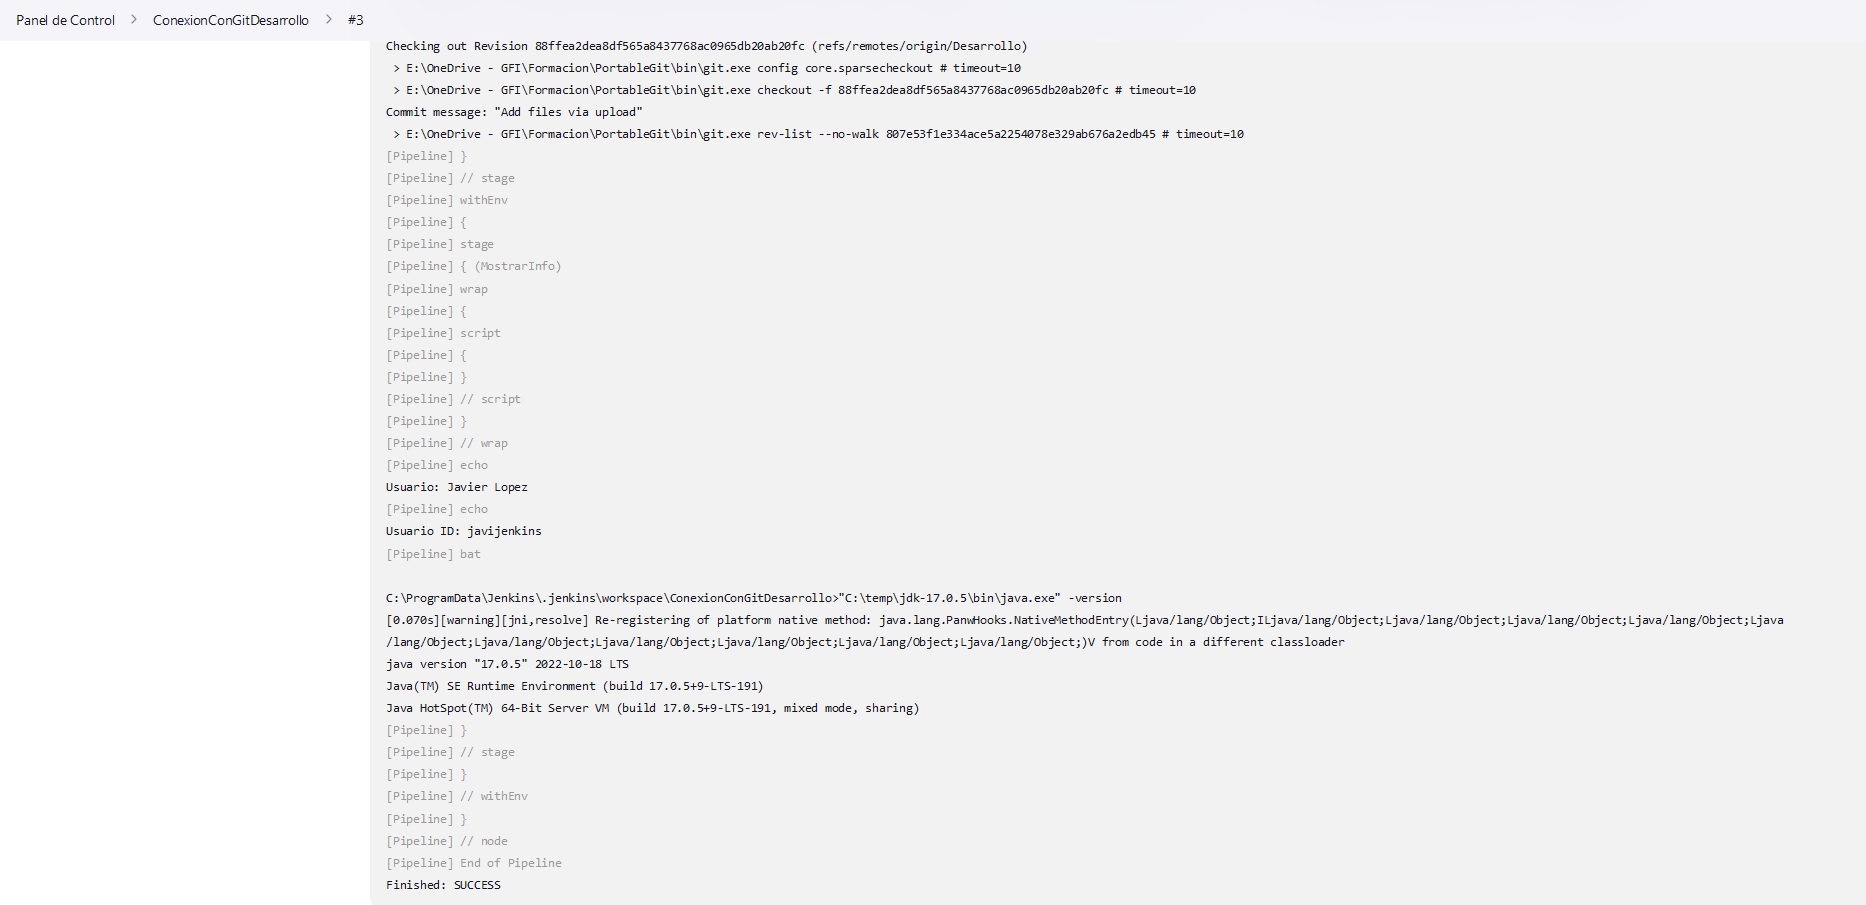 Panel de Control > ConexionConGitDesarrollo > #3
Checking out Revision 88ffea2dea8df565a8437768ac0965db20ab20fc (refs/remotes/origin/Desarrollo)
> E:\OneDrive - GFI\Formacion\PortableGit\bin\git.exe config core.sparsecheckout # timeout=10
> E:\OneDrive - GFI\Formacion\PortableGit\bin\git.exe checkout -f 88ffea2dea8df565a8437768ac0965db20ab20fc # timeout=10
Commit message: "Add files via upload"
> E:\OneDrive - GFI\Formacion\PortableGit\bin\git.exe rev-list --no-walk 807e53f1e334ace5a2254078e329ab676a2edb45 # timeout=10
[Pipeline] }
[Pipeline] // stage
[Pipeline] withEnv
[Pipeline] {
[Pipeline] stage
[Pipeline] { (MostrarInfo)
[Pipeline] wrap
[Pipeline] {
[Pipeline] script
[Pipeline] {
[Pipeline] }
[Pipeline] // script
[Pipeline] }
[Pipeline] // wrap
[Pipeline] echo
Usuario: Javier Lopez
[Pipeline] echo
Usuario ID: javijenkins
[Pipeline] bat
C:\ProgramData\Jenkins\.jenkins\workspace\ConexionConGitDesarrollo>"C:\temp\jdk-17.0.5\bin\java.exe" -version
[0.070s][warning][jni,resolve] Re-registering of platform native method: java.lang.PanwHooks.NativeMethodEntry(Ljava/lang/Object;ILjava/lang/Object;Ljava/lang/Object;Ljava/lang/Object;Ljava/lang/Object;Ljava
/lang/Object;Ljava/lang/Object;Ljava/lang/Object;Ljava/lang/Object;Ljava/lang/Object;Ljava/lang/Object;)V from code in a different classloader
java version "17.0.5" 2022-10-18 LTS
Java(TM) SE Runtime Environment (build 17.0.5+9-LTS-191)
Java HotSpot(TM) 64-Bit Server VM (build 17.0.5+9-LTS-191, mixed mode, sharing)
[Pipeline] }
[Pipeline] // stage
[Pipeline] }
[Pipeline] // withEnv
[Pipeline] }
[Pipeline] // node
[Pipeline] End of Pipeline
Finished: SUCCESS